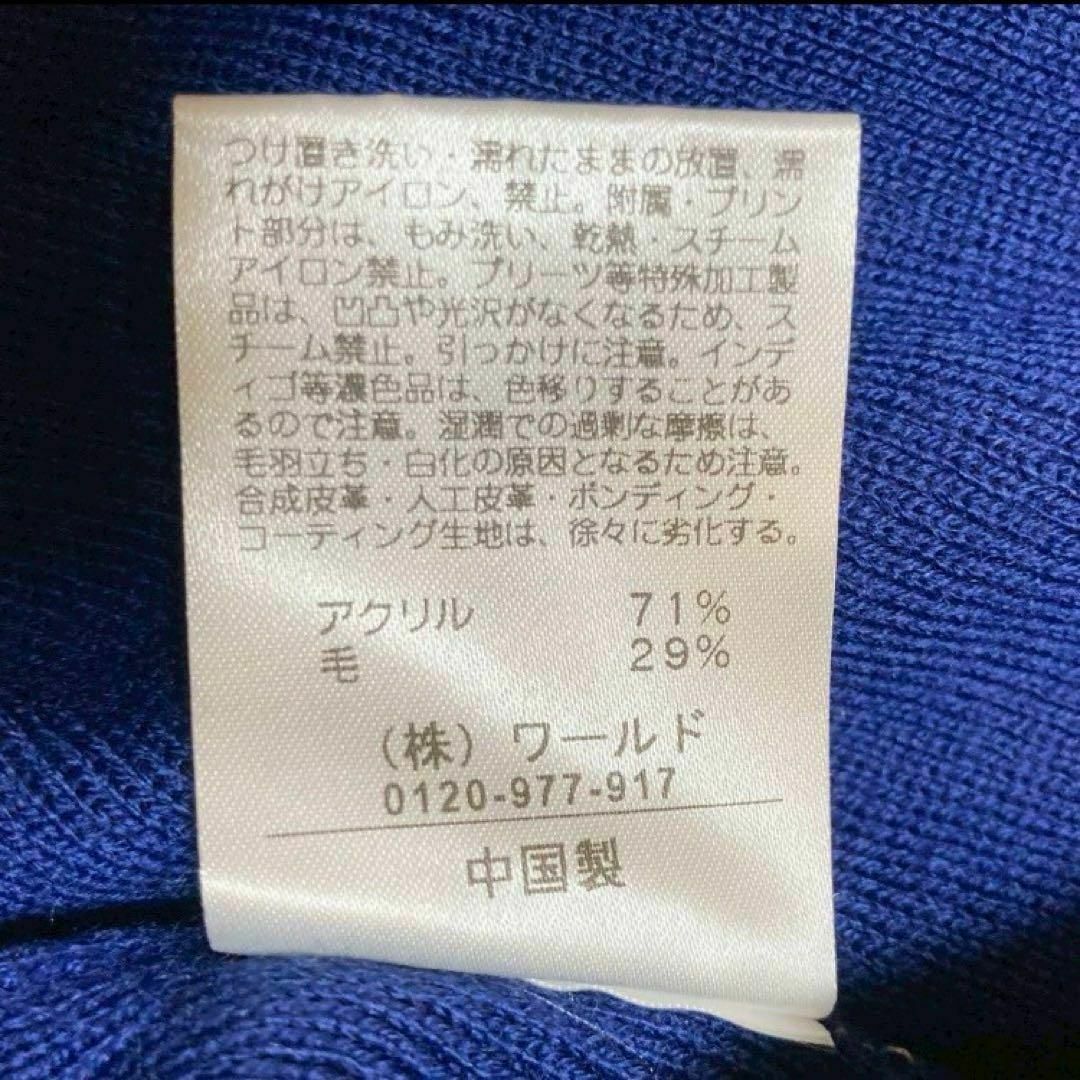 つけ置き洗い・濡れたままの放置、濡
れがけアイロン、禁止。附属・プリン
ト部分は、もみ洗い、乾熱・スチーム
アイロン禁止。プリーツ等特殊加工製
品は、凹凸や光沢がなくなるため、ス
チーム禁止。引っかけに注意。インデ
ィゴ等濃色品は、色移りすることがあ
るので注意。湿潤での過剰な摩擦は、
毛羽立ち・白化の原因となるため注意。
合成皮革・人工皮革・ボンディング・
コーティング生地は、徐々に劣化する。
アクリル 71%
毛 29%
(株) ワールド
0120-977-917
中国製